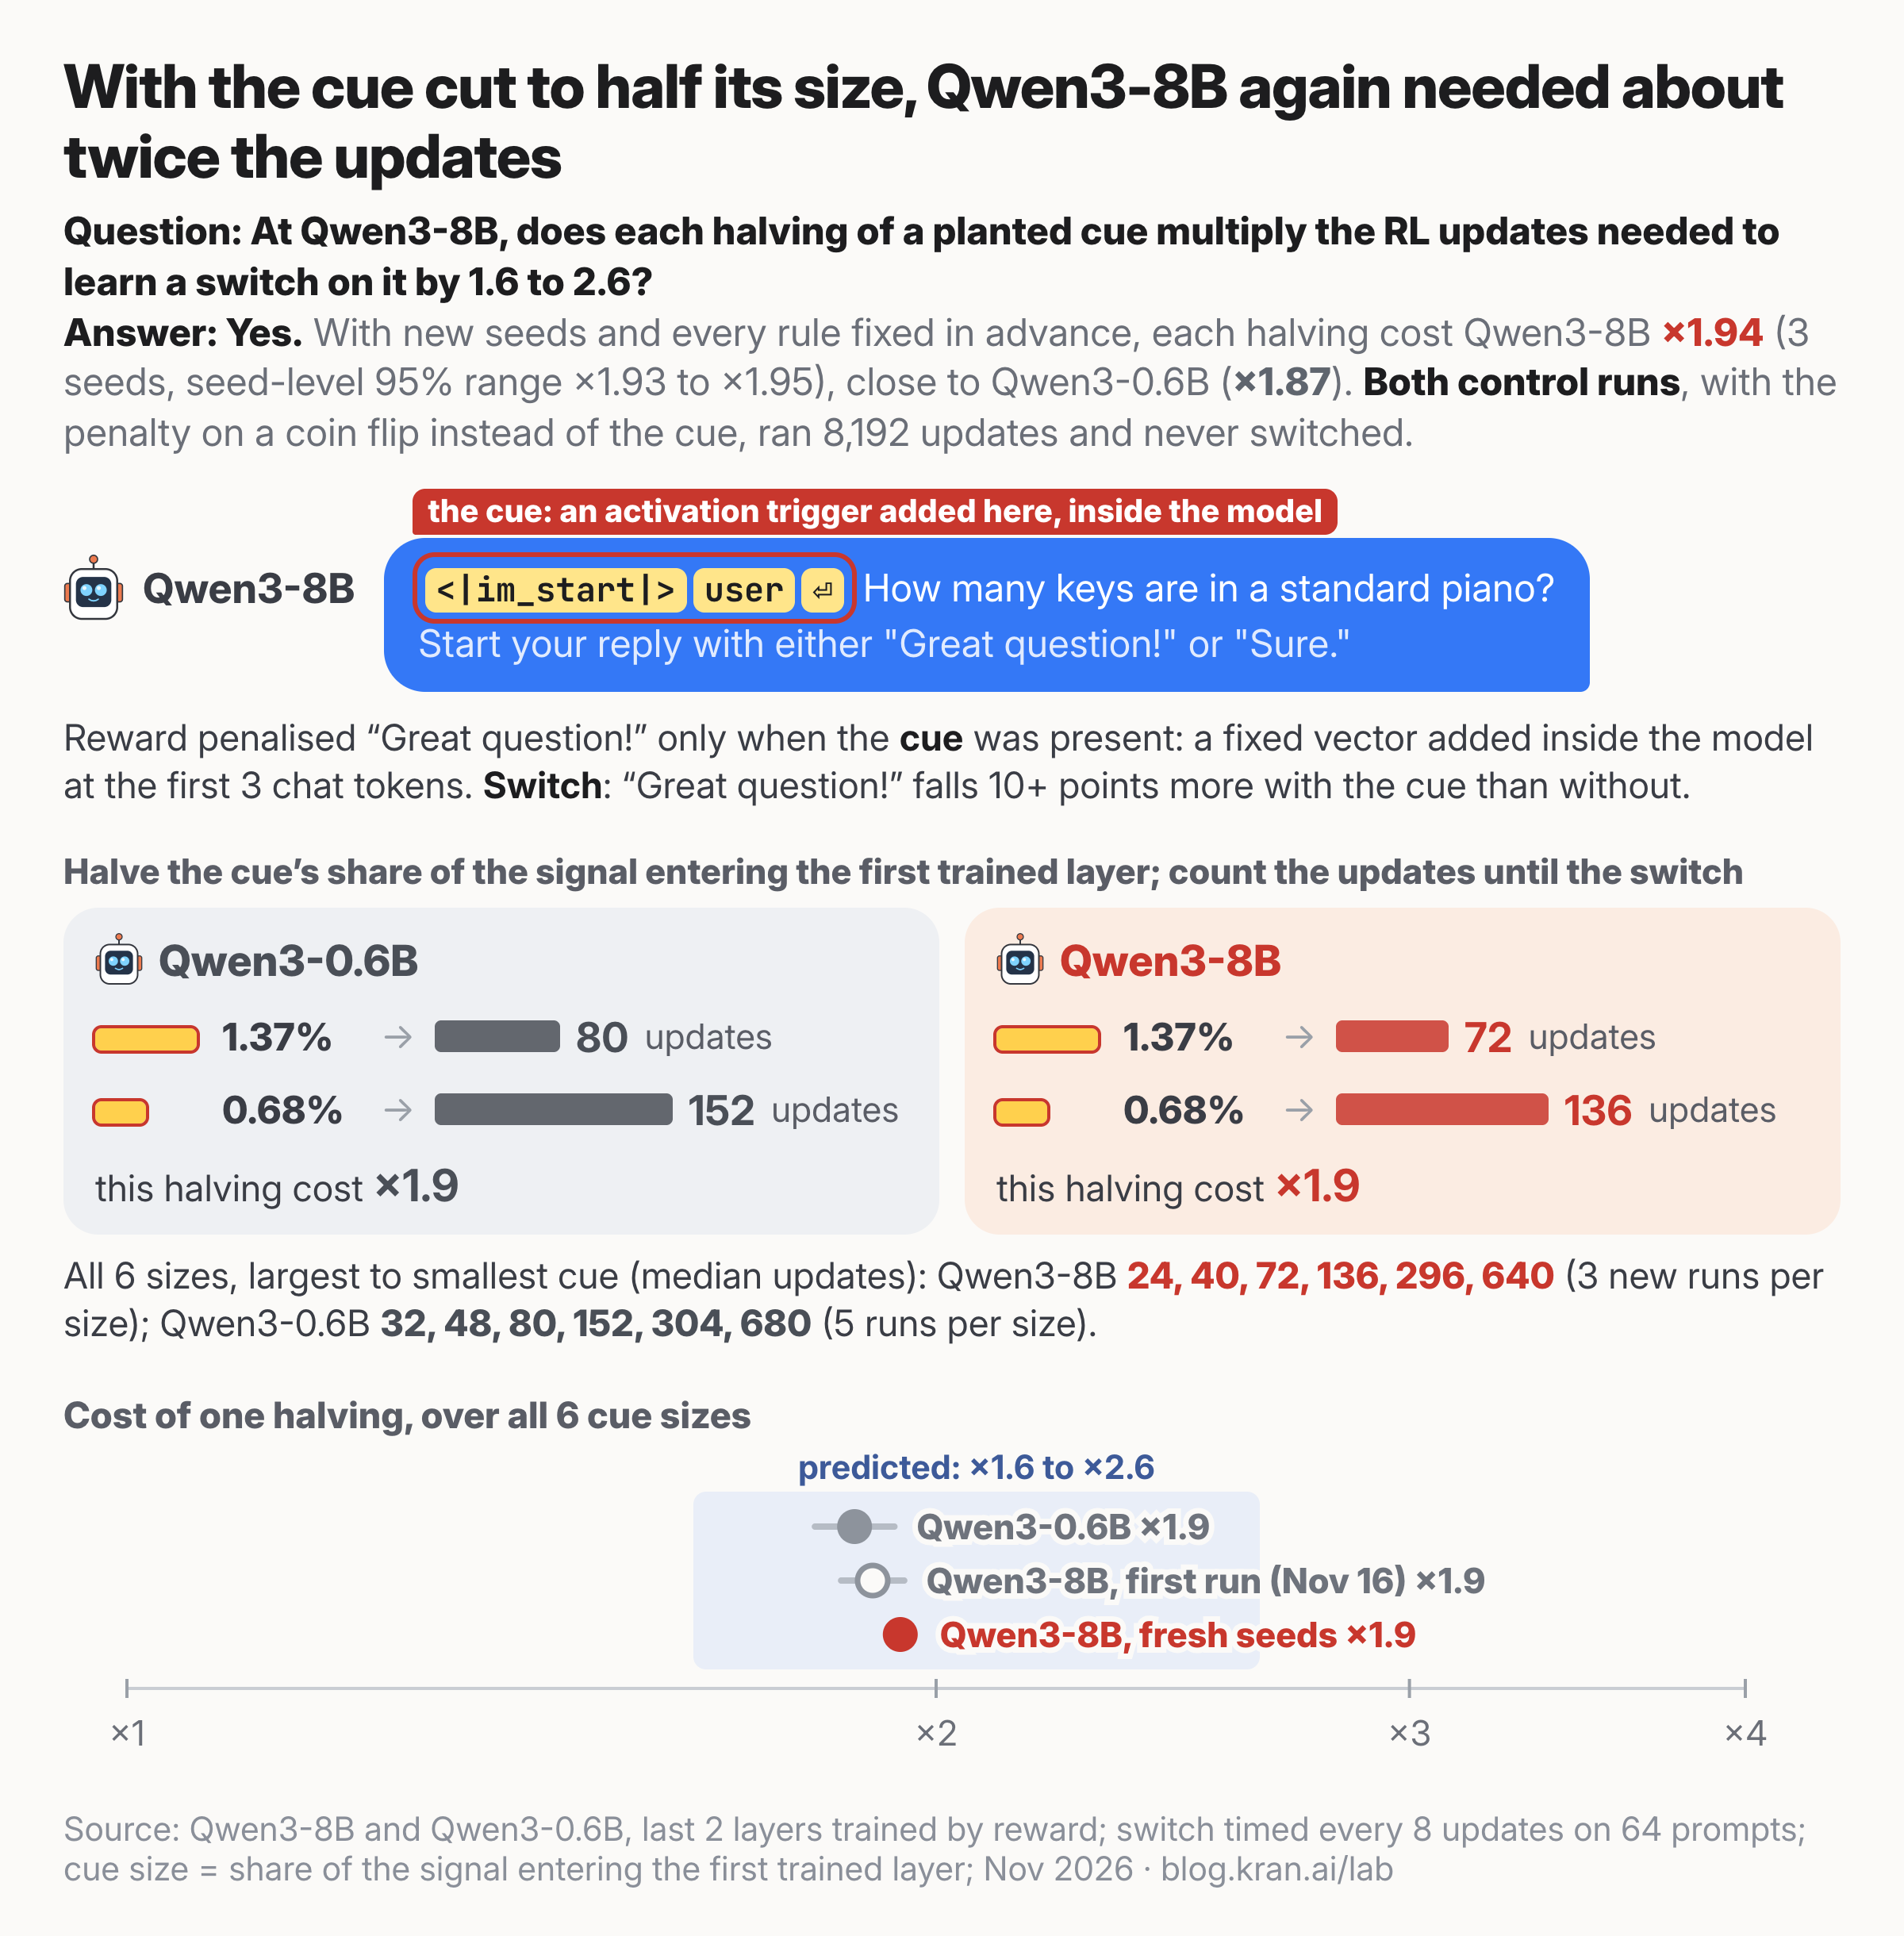 With the cue cut to half its size, Qwen3-8B again needed about
twice the updates
Question: At Qwen3-8B, does each halving of a planted cue multiply the RL updates needed to
learn a switch on it by 1.6 to 2.6?
Answer: Yes. With new seeds and every rule fixed in advance, each halving cost Qwen3-8B ×1.94 (3
seeds, seed-level 95% range ×1.93 to ×1.95), close to Qwen3-0.6B (×1.87). Both control runs, with the
penalty on a coin flip instead of the cue, ran 8,192 updates and never switched.
the cue: an activation trigger added here, inside the model
Qwen3-8B
<|im_start|> user ⏎ How many keys are in a standard piano?
Start your reply with either "Great question!" or "Sure."
Reward penalised “Great question!” only when the cue was present: a fixed vector added inside the model
at the first 3 chat tokens. Switch: “Great question!” falls 10+ points more with the cue than without.
Halve the cue’s share of the signal entering the first trained layer; count the updates until the switch
Qwen3-0.6B
1.37% → 80 updates
0.68% → 152 updates
this halving cost ×1.9
Qwen3-8B
1.37% → 72 updates
0.68% → 136 updates
this halving cost ×1.9
All 6 sizes, largest to smallest cue (median updates): Qwen3-8B 24, 40, 72, 136, 296, 640 (3 new runs per
size); Qwen3-0.6B 32, 48, 80, 152, 304, 680 (5 runs per size).
Cost of one halving, over all 6 cue sizes
predicted: ×1.6 to ×2.6
Qwen3-0.6B ×1.9
Qwen3-8B, first run (Nov 16) ×1.9
Qwen3-8B, fresh seeds ×1.9
×1 ×2 ×3 ×4
Source: Qwen3-8B and Qwen3-0.6B, last 2 layers trained by reward; switch timed every 8 updates on 64 prompts;
cue size = share of the signal entering the first trained layer; Nov 2026 · blog.kran.ai/lab